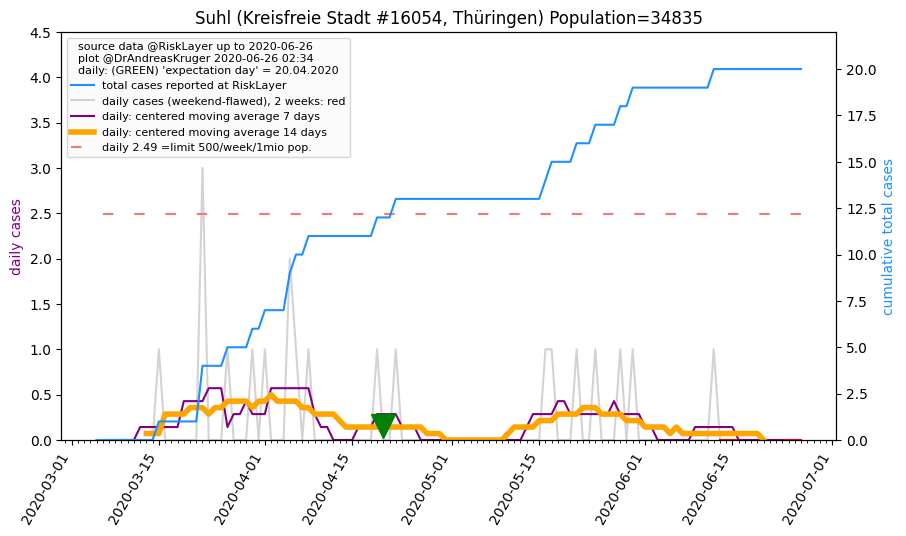 Suhl (Kreisfreie Stadt #16054, Thüringen) Population=34835
source data @RiskLayer up to 2020-06-26
plot @DrAndreasKruger 2020-06-26 02:34
daily: (GREEN) 'expectation day' = 20.04.2020
total cases reported at RiskLayer
daily cases (weekend-flawed), 2 weeks: red
daily: centered moving average 7 days
daily: centered moving average 14 days
daily 2.49 =limit 500/week/1mio pop.
daily cases
4.5
4.0
3.5
3.0
2.5
2.0
1.5
1.0
0.5
0.0
cumulative total cases
20.0
17.5
15.0
12.5
10.0
7.5
5.0
2.5
0.0
2020-03-01
2020-03-15
2020-04-01
2020-04-15
2020-05-01
2020-05-15
2020-06-01
2020-06-15
2020-07-01